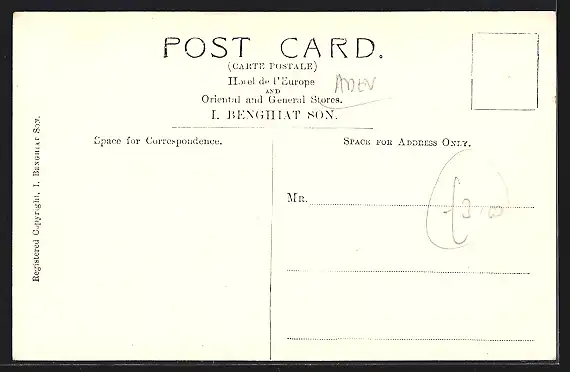 POST CARD.
(CARTE POSTALE)
Hotel de l'Europe
AND
Oriental and General Stores.
I. BENGHIAT SON.
ADEN
Space for Correspondence.
SPACE FOR ADDRESS ONLY.
MR.
Registered Copyright, I. BENGHIAT SON.